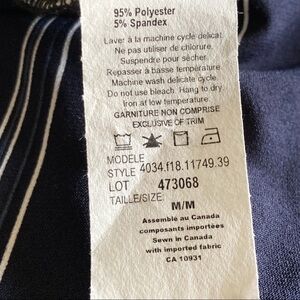 95% Polyester
5% Spandex
Laver à la machine cycle delicat.
Ne pas utiliser de chlorure.
Suspendre pour sécher.
Repasser à basse température.
Machine wash delicate cycle.
Do not use bleach. Hang to dry
Iron at low temperature.
GARNITURE NON COMPRISE
EXCLUSIVE OF TRIM
MODELE
STYLE 4034.f18.11749.39
LOT 473068
TAILLE/SIZE:
M/M
Assemblé au Canada
composants importées
Sewn in Canada
with imported fabric
CA 10931